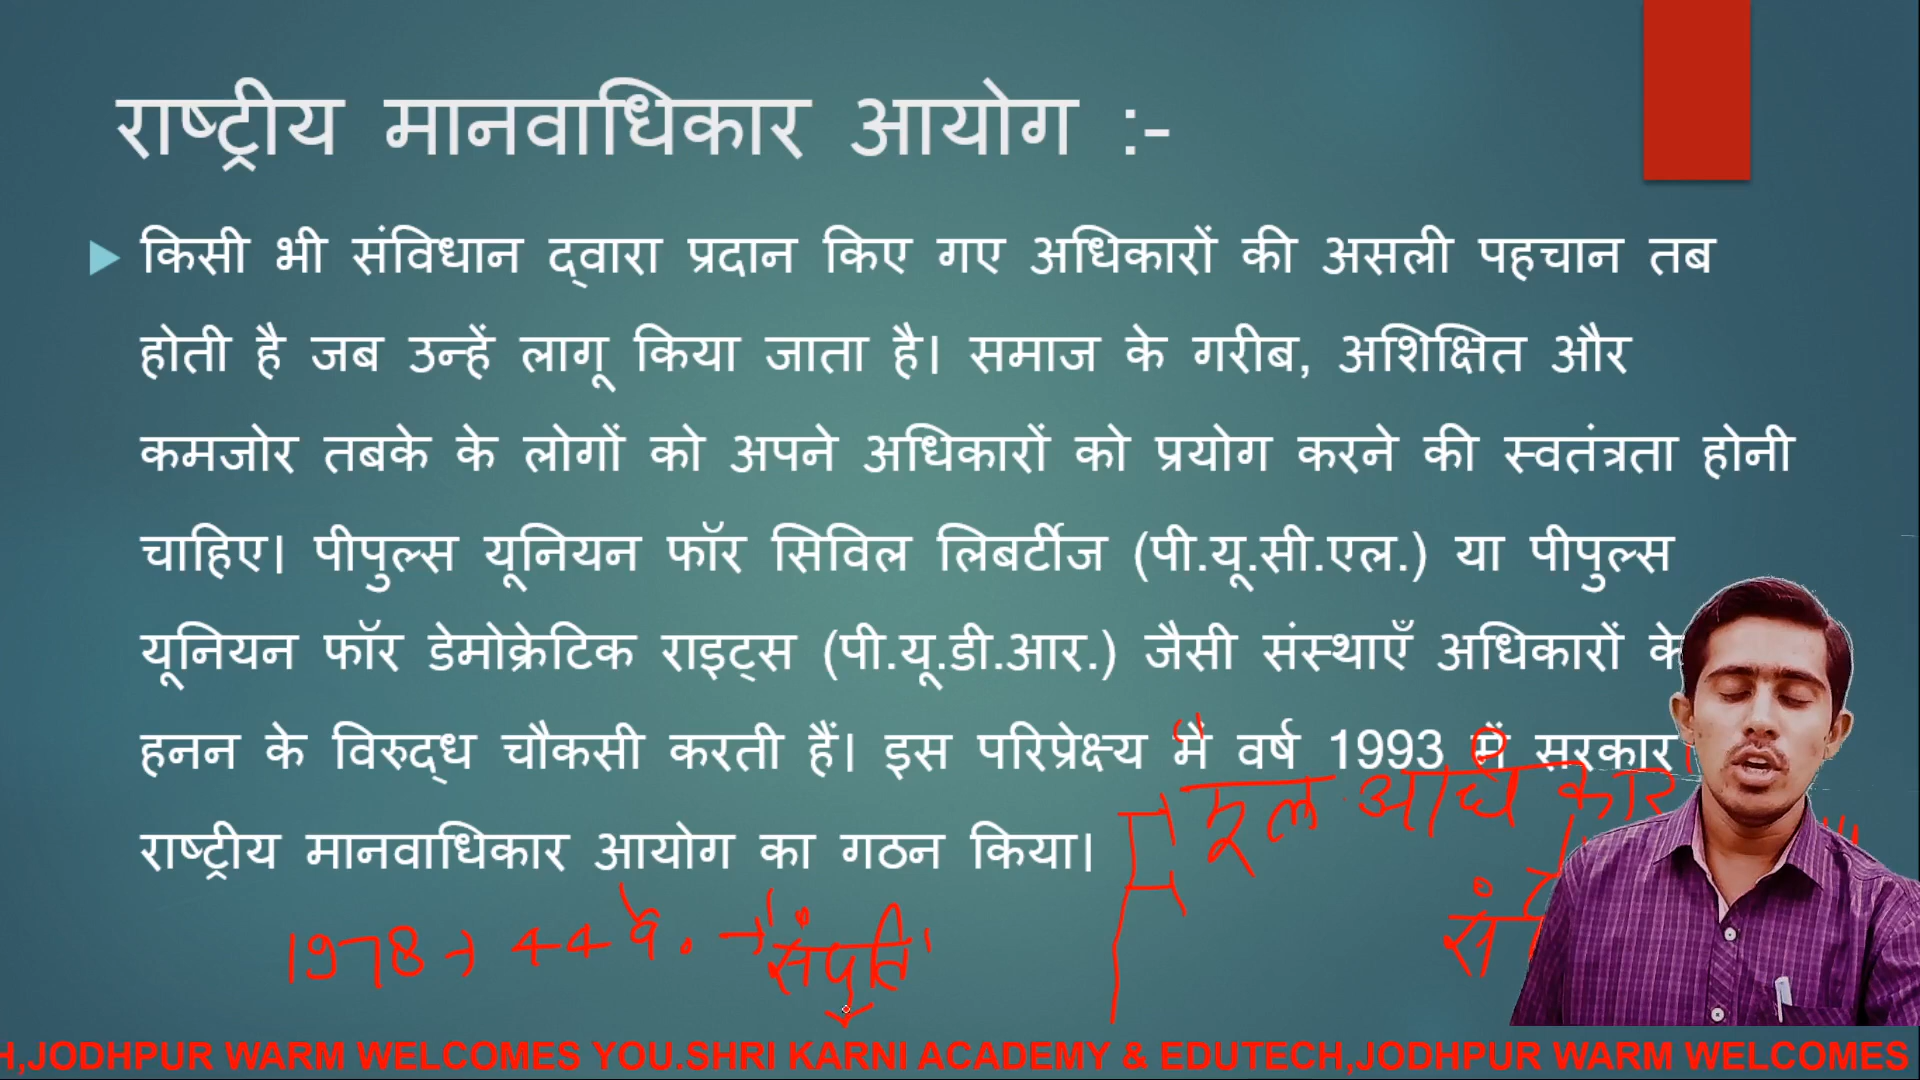 राष्ट्रीय मानवाधिकार आयोग :-
किसी भी संविधान द्वारा प्रदान किए गए अधिकारों की असली पहचान तब
होती है जब उन्हें लागू किया जाता है। समाज के गरीब, अशिक्षित और
कमजोर तबके के लोगों को अपने अधिकारों को प्रयोग करने की स्वतंत्रता होनी
चाहिए। पीपुल्स यूनियन फॉर सिविल लिबर्टीज (पी.यू.सी.एल.) या पीपुल्स
यूनियन फॉर डेमोक्रेटिक राइट्स (पी.यू.डी.आर.) जैसी संस्थाएँ अधिकारों के
हनन के विरुद्ध चौकसी करती हैं। इस परिप्रेक्ष्य में वर्ष 1993 में सरकार
राष्ट्रीय मानवाधिकार आयोग का गठन किया।
मूल अधिकार
1978 → 44 वें . →
H,JODHPUR WARM WELCOMES YOU.SHRI KARNI ACADEMY & EDUTECH,JODHPUR WARM WELCOMES